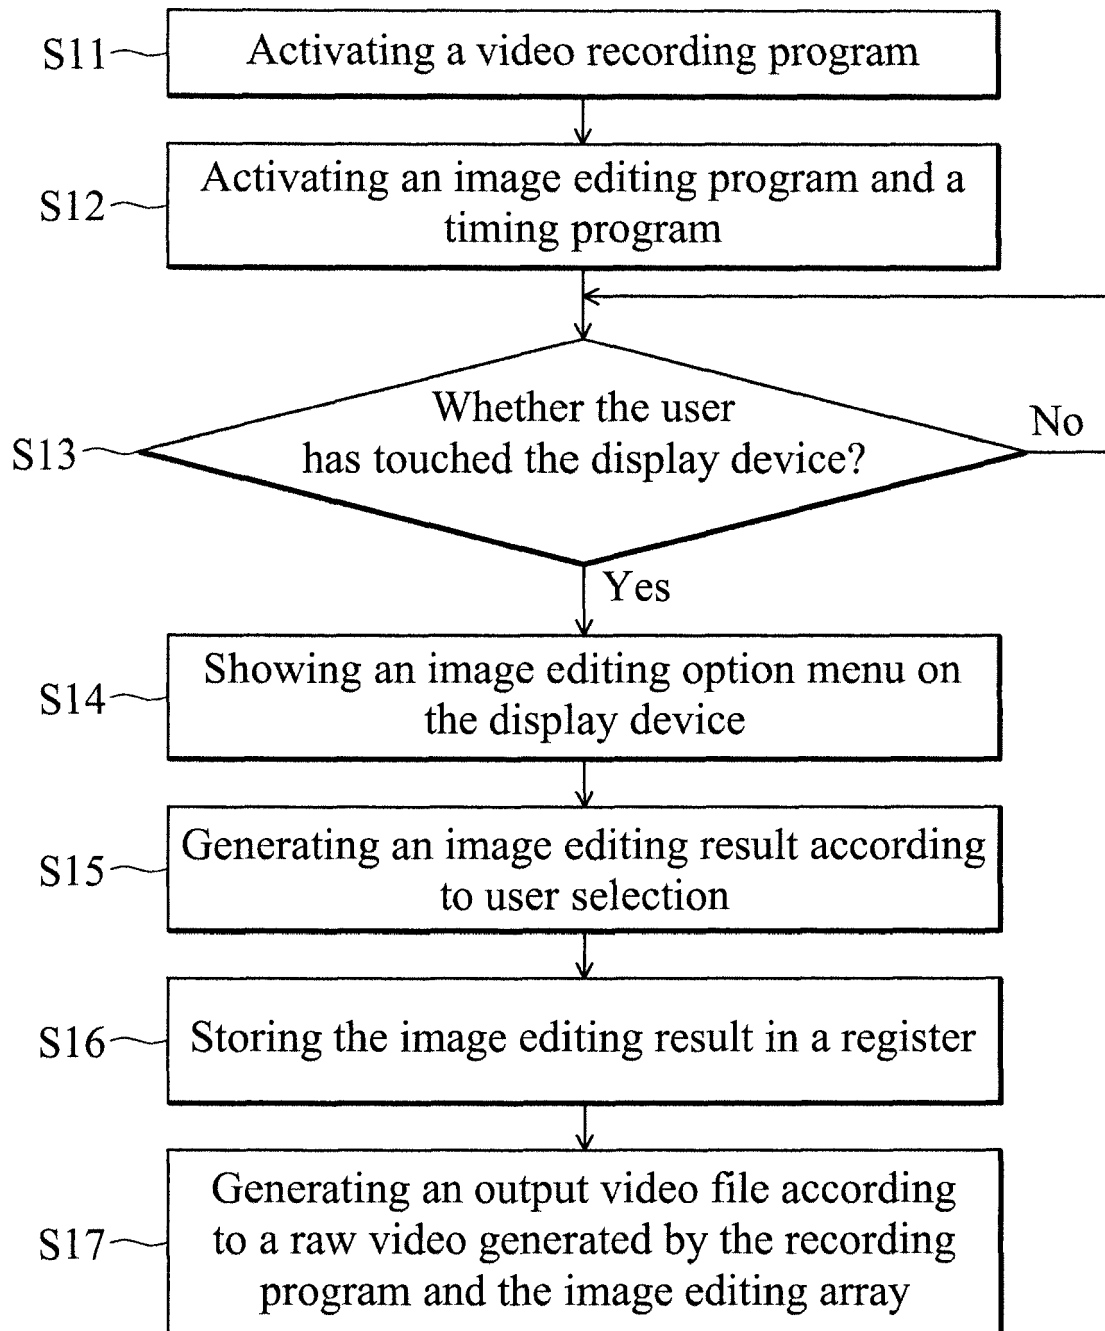 S11
Activating a video recording program
S12
Activating an image editing program and a
timing program
S13
Whether the user
has touched the display device?
No
Yes
S14
Showing an image editing option menu on
the display device
S15
Generating an image editing result according
to user selection
S16
Storing the image editing result in a register
S17
Generating an output video file according
to a raw video generated by the recording
program and the image editing array